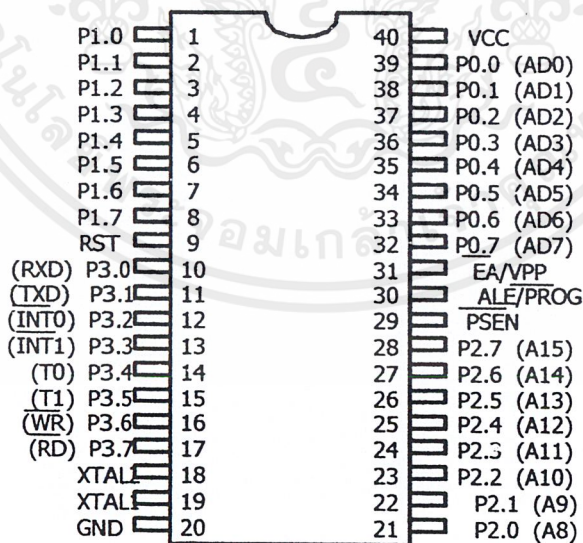 P1.0 1 40 VCC
P1.1 2 39 P0.0 (AD0)
P1.2 3 38 P0.1 (AD1)
P1.3 4 37 P0.2 (AD2)
P1.4 5 36 P0.3 (AD3)
P1.5 6 35 P0.4 (AD4)
P1.6 7 34 P0.5 (AD5)
P1.7 8 33 P0.6 (AD6)
RST 9 32 P0.7 (AD7)
(RXD) P3.0 10 31 EA/VPP
(TXD) P3.1 11 30 ALE/PROG
(INT0) P3.2 12 29 PSEN
(INT1) P3.3 13 28 P2.7 (A15)
(T0) P3.4 14 27 P2.6 (A14)
(T1) P3.5 15 26 P2.5 (A13)
(WR) P3.6 16 25 P2.4 (A12)
(RD) P3.7 17 24 P2.3 (A11)
XTAL2 18 23 P2.2 (A10)
XTAL1 19 22 P2.1 (A9)
GND 20 21 P2.0 (A8)